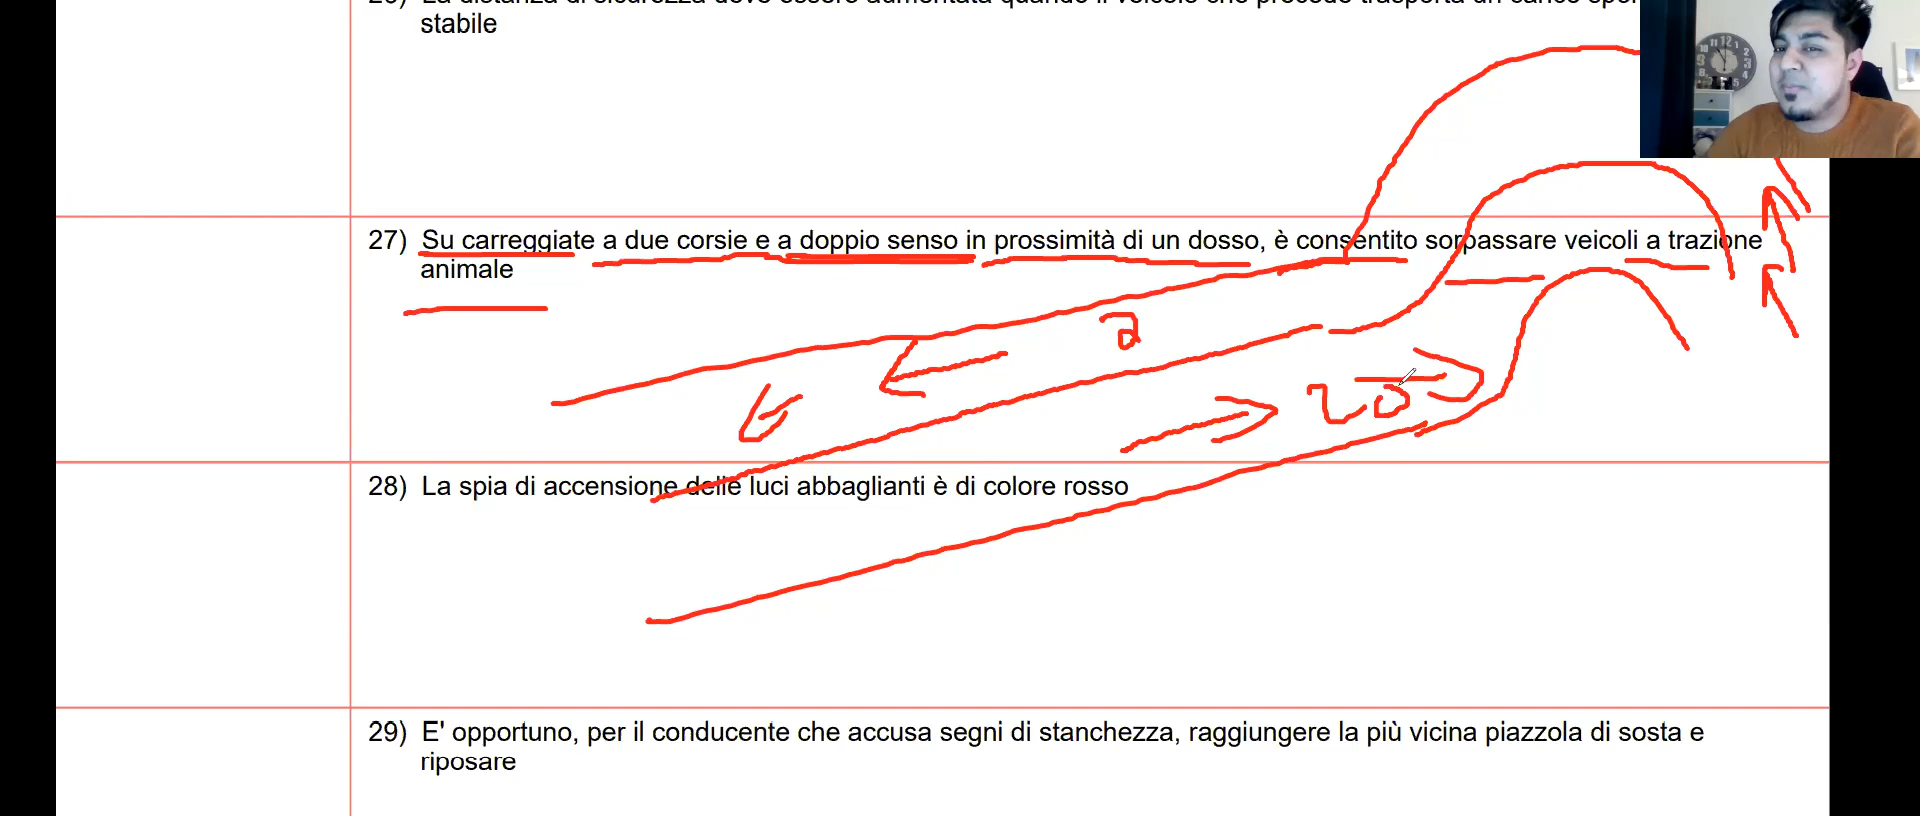 stabile
27) Su carreggiate a due corsie e a doppio senso in prossimità di un dosso, è consentito sorpassare veicoli a trazione
animale
2
20
28) La spia di accensione delle luci abbaglianti è di colore rosso
29) E' opportuno, per il conducente che accusa segni di stanchezza, raggiungere la più vicina piazzola di sosta e
riposare